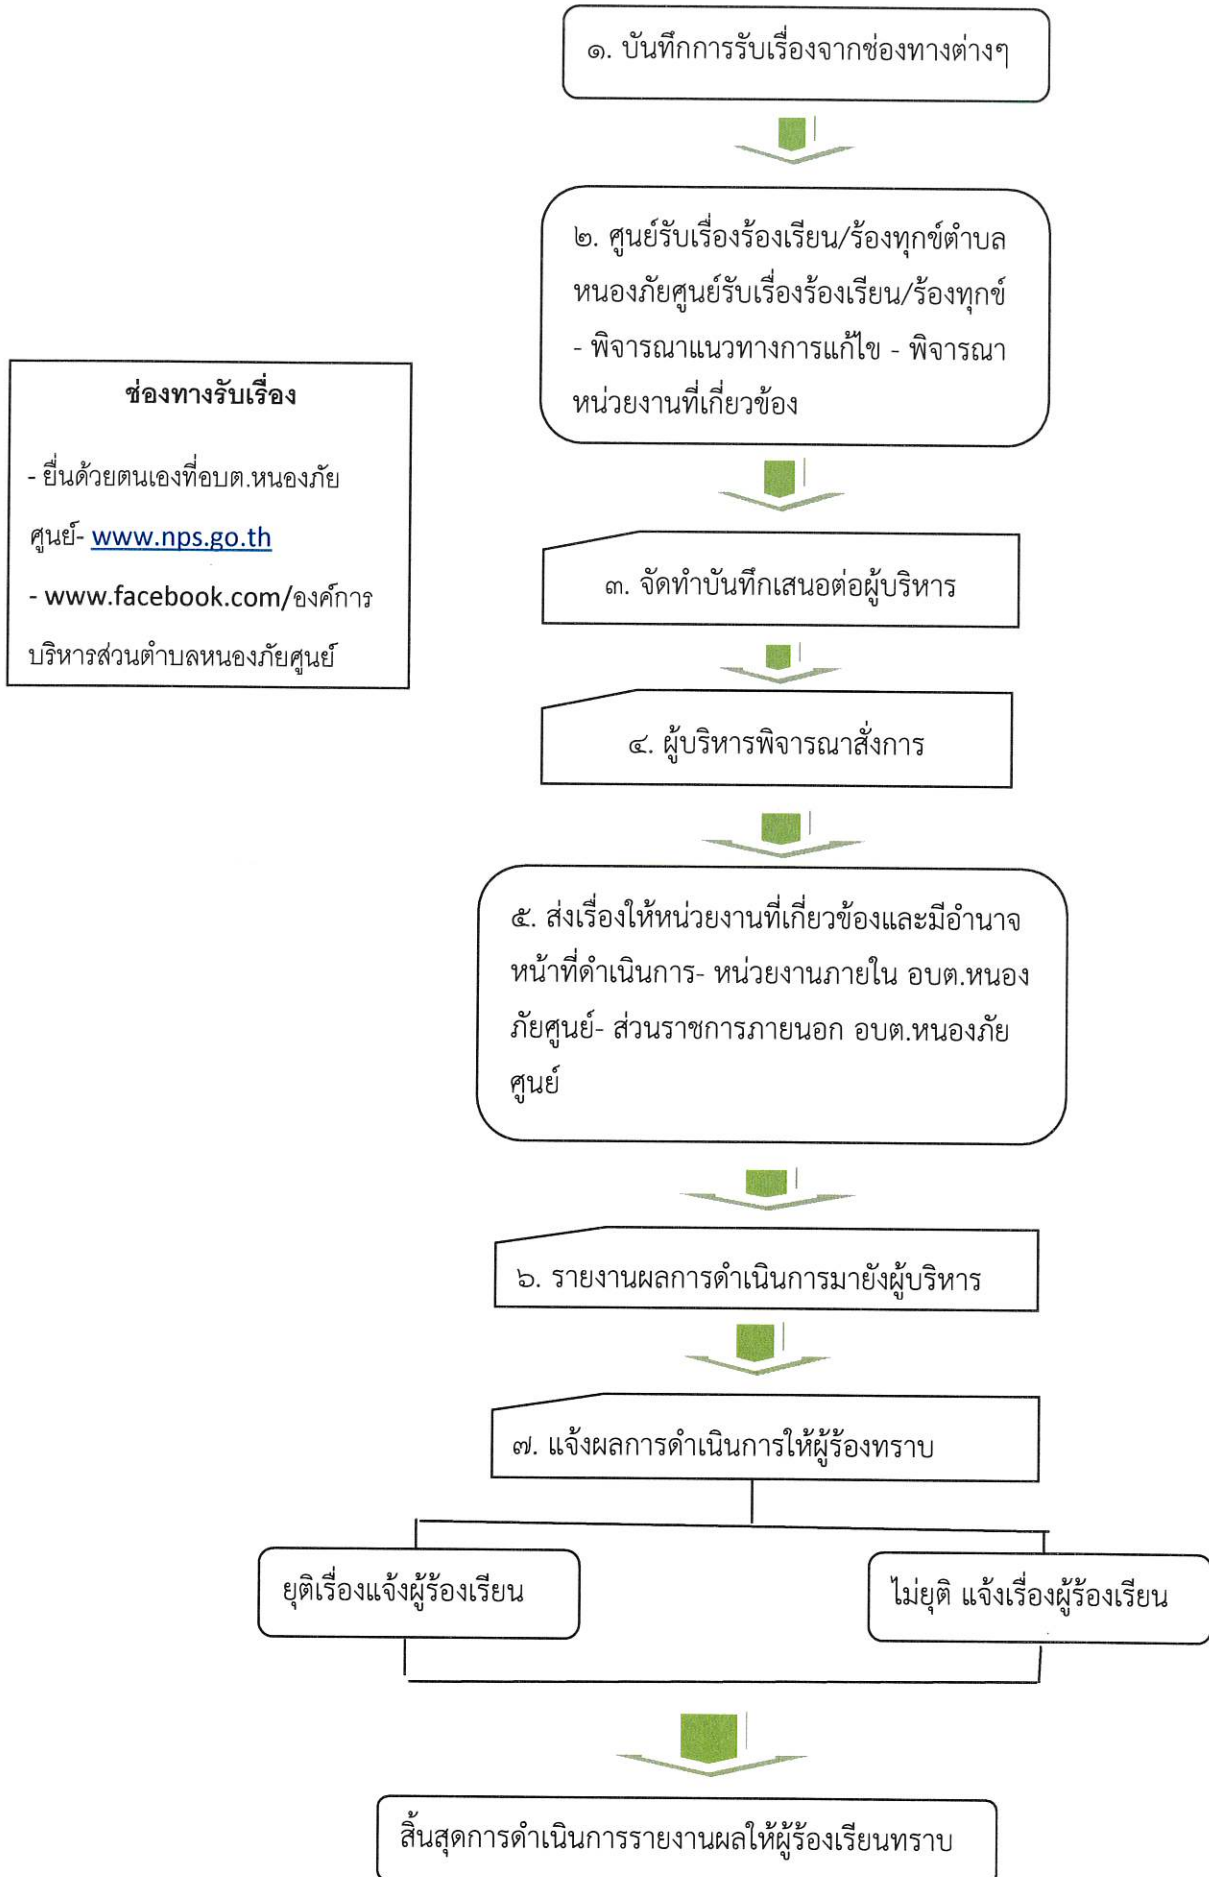 ๑. บันทึกการรับเรื่องจากช่องทางต่างๆ
๒. ศูนย์รับเรื่องร้องเรียน/ร้องทุกข์ตำบล
หนองภัยศูนย์รับเรื่องร้องเรียน/ร้องทุกข์
- พิจารณาแนวทางการแก้ไข - พิจารณา
หน่วยงานที่เกี่ยวข้อง
ช่องทางรับเรื่อง
- ยื่นด้วยตนเองที่อบต.หนองภัย
ศูนย์- www.nps.go.th
- www.facebook.com/องค์การ
บริหารส่วนตำบลหนองภัยศูนย์
๓. จัดทำบันทึกเสนอต่อผู้บริหาร
๔. ผู้บริหารพิจารณาสั่งการ
๕. ส่งเรื่องให้หน่วยงานที่เกี่ยวข้องและมีอำนาจ
หน้าที่ดำเนินการ- หน่วยงานภายใน อบต.หนอง
ภัยศูนย์- ส่วนราชการภายนอก อบต.หนองภัย
ศูนย์
๖. รายงานผลการดำเนินการมายังผู้บริหาร
๗. แจ้งผลการดำเนินการให้ผู้ร้องทราบ
ยุติเรื่องแจ้งผู้ร้องเรียน
ไม่ยุติ แจ้งเรื่องผู้ร้องเรียน
สิ้นสุดการดำเนินการรายงานผลให้ผู้ร้องเรียนทราบ